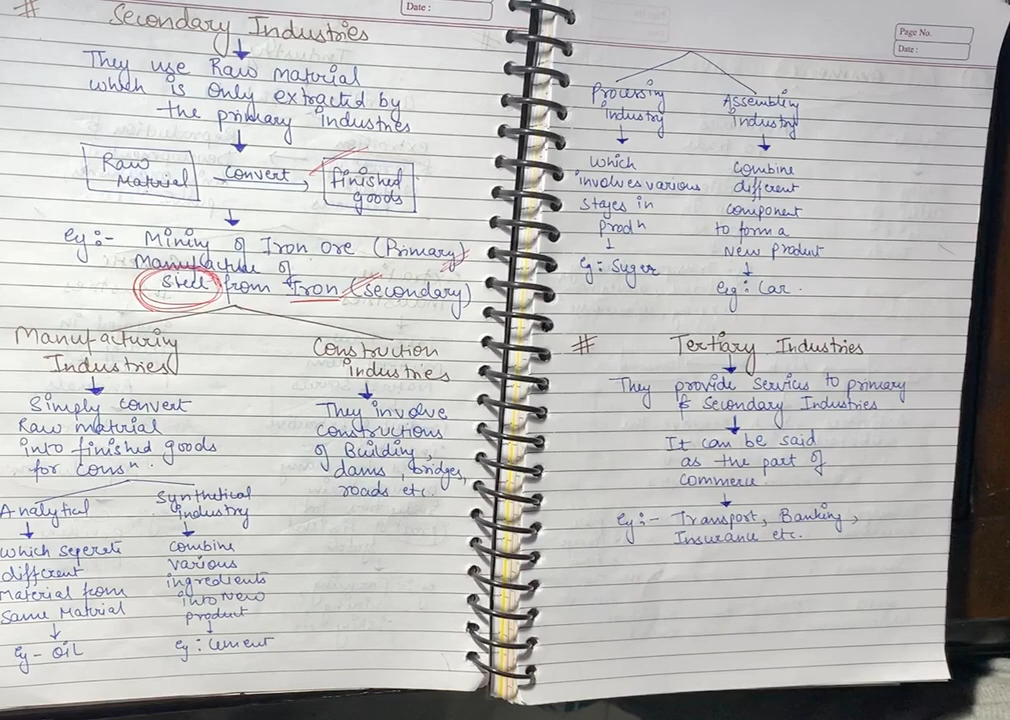 # Secondary Industries
Date :
They use Raw material
which is only extracted by
the primary industries
Raw
Material
convert
finished
goods
eg :- Mining of Iron ore (Primary)
Manufacture of
Steel from Iron (secondary)
Manufacturing
Industries
Simply convert
Raw material
into finished goods
for consⁿ.
Construction
industries
They involve
constructions
of Building,
dams, bridges,
roads etc.
Analytical
which seperate
different
Material from
Same Material
Eg - Oil
Synthetical
industry
combine
various
ingredients
into New
product
Eg : Cement
Page No.
Date :
Processing
industry
which
involves various
stages in
prodⁿ
Eg : Suger
Assembling
industry
Combine
different
component
to form a
New product
Eg : Car.
# Tertiary Industries
They provide Services to primary
& Secondary Industries
It can be said
as the part of
commerce
Eg :- Transport, Banking,
Insurance etc.